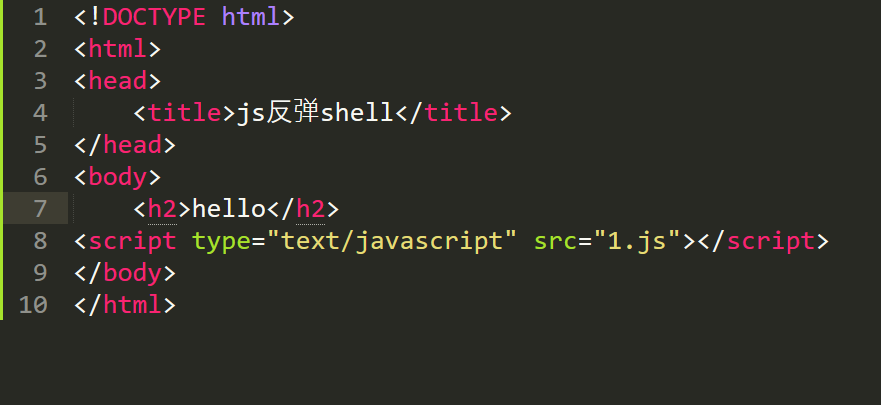 1 <!DOCTYPE html>
2 <html>
3 <head>
4 <title>js反弹shell</title>
5 </head>
6 <body>
7 <h2>hello</h2>
8 <script type="text/javascript" src="1.js"></script>
9 </body>
10 </html>